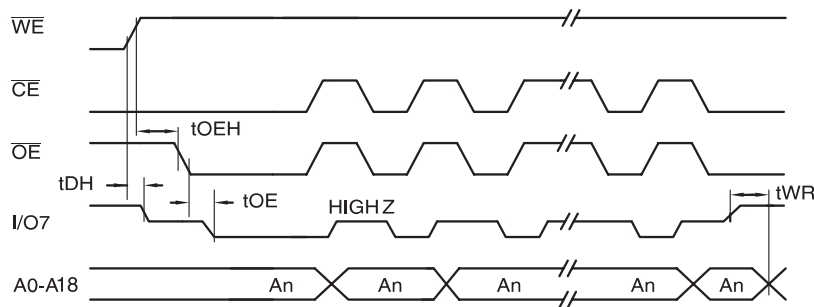 WE
CE
tOEH
OE
tDH
tOE
HIGH Z
tWR
I/O7
A0-A18 An An An An An